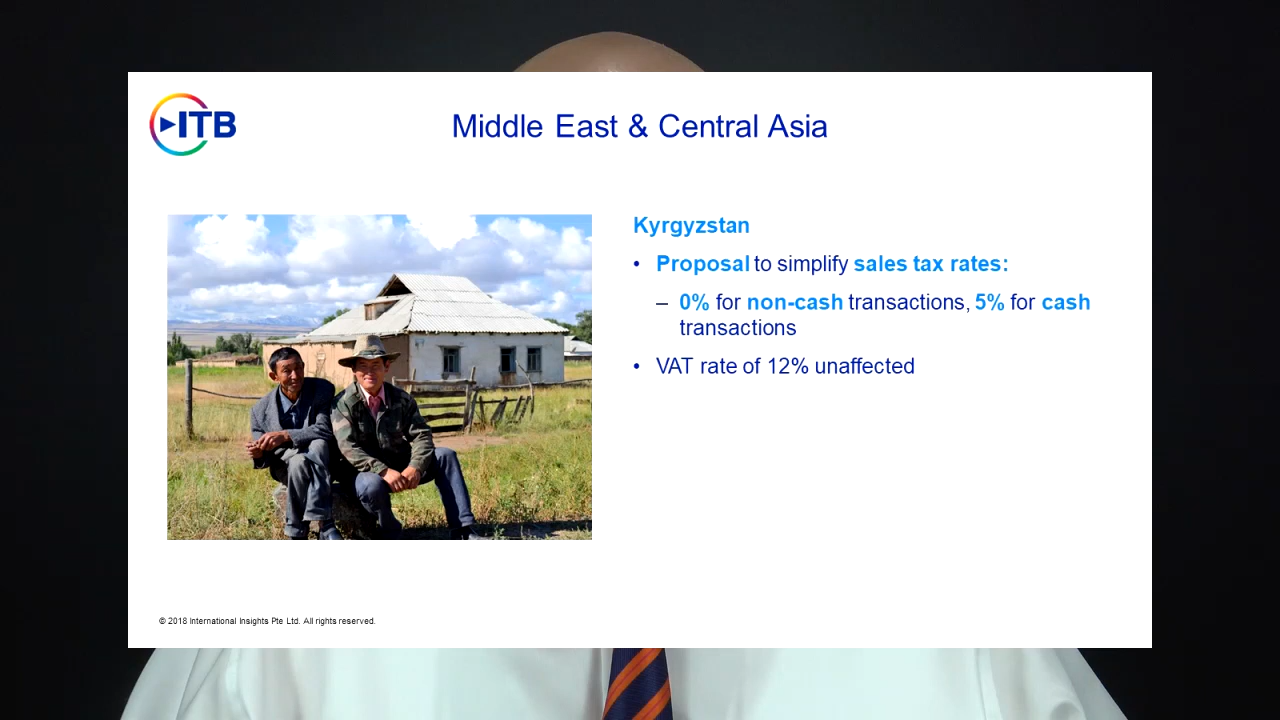 ITB
Middle East & Central Asia
Kyrgyzstan
• Proposal to simplify sales tax rates:
– 0% for non-cash transactions, 5% for cash
transactions
• VAT rate of 12% unaffected
© 2018 International Insights Pte Ltd. All rights reserved.